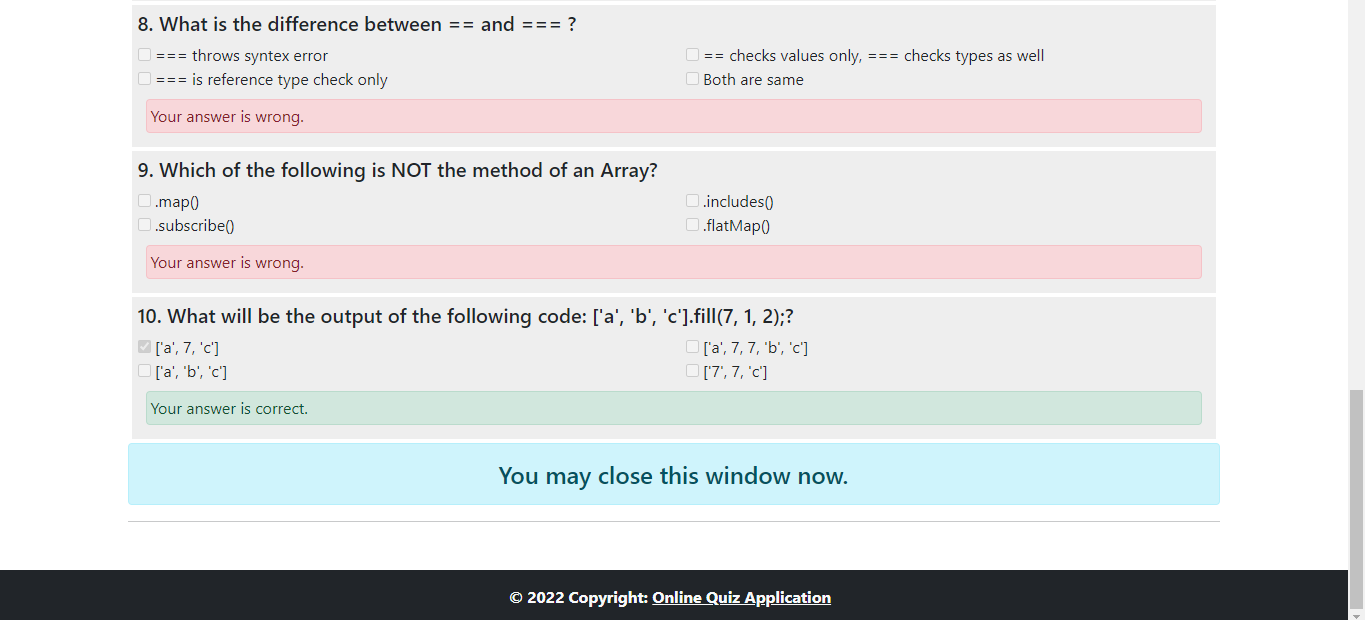 8. What is the difference between == and === ?
=== throws syntex error
== checks values only, === checks types as well
=== is reference type check only
Both are same
Your answer is wrong.
9. Which of the following is NOT the method of an Array?
.map()
.includes()
.subscribe()
.flatMap()
Your answer is wrong.
10. What will be the output of the following code: ['a', 'b', 'c'].fill(7, 1, 2);?
['a', 7, 'c']
['a', 7, 7, 'b', 'c']
['a', 'b', 'c']
['7', 7, 'c']
Your answer is correct.
You may close this window now.
© 2022 Copyright: Online Quiz Application